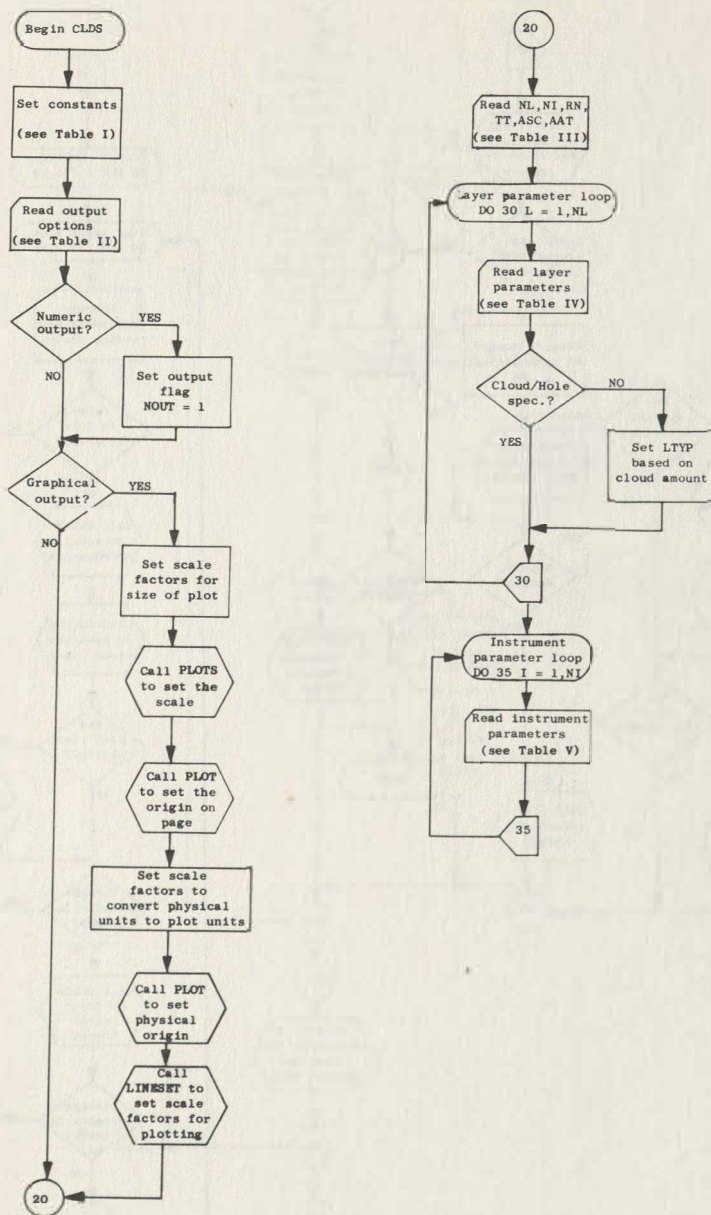 Begin CLDS
Set constants
(see Table I)
Read output
options
(see Table II)
Numeric
output?
YES
NO
Set output
flag
NOUT = 1
Graphical
output?
YES
NO
Set scale
factors for
size of plot
Call PLOTS
to set the
scale
Call PLOT
to set the
origin on
page
Set scale
factors to
convert physical
units to plot units
Call PLOT
to set
physical
origin
Call
LINESET to
set scale
factors for
plotting
20
20
Read NL,NI,RN,
TT,ASC,AAT
(see Table III)
Layer parameter loop
DO 30 L = 1,NL
Read layer
parameters
(see Table IV)
Cloud/Hole
spec.?
NO
YES
Set LTYP
based on
cloud amount
30
Instrument
parameter loop
DO 35 I = 1,NI
Read instrument
parameters
(see Table V)
35